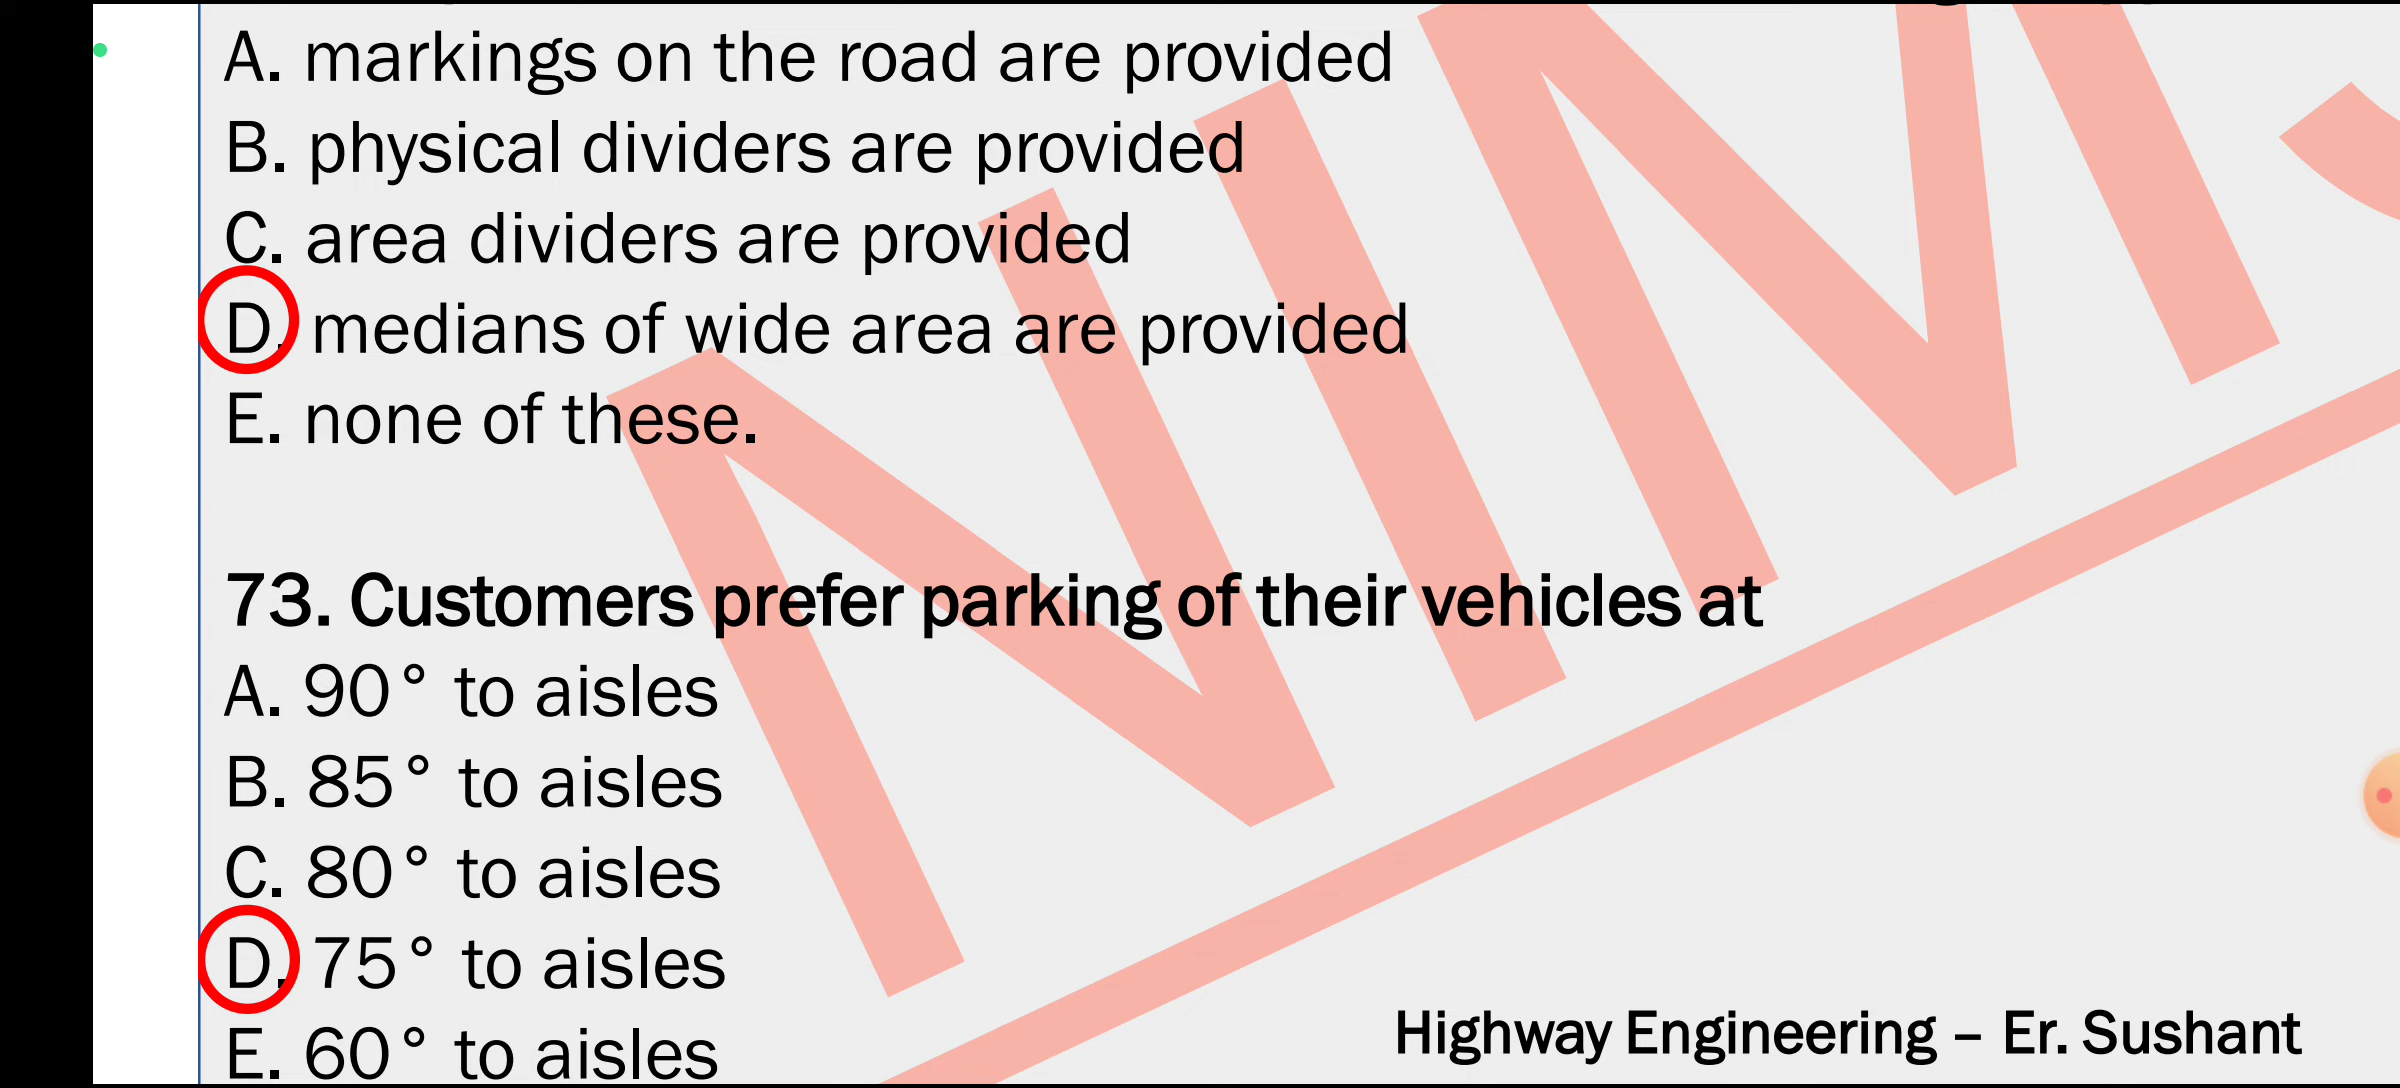 A. markings on the road are provided
B. physical dividers are provided
C. area dividers are provided
D. medians of wide area are provided
E. none of these.
73. Customers prefer parking of their vehicles at
A. 90° to aisles
B. 85° to aisles
C. 80° to aisles
D. 75° to aisles
E. 60° to aisles
Highway Engineering – Er. Sushant